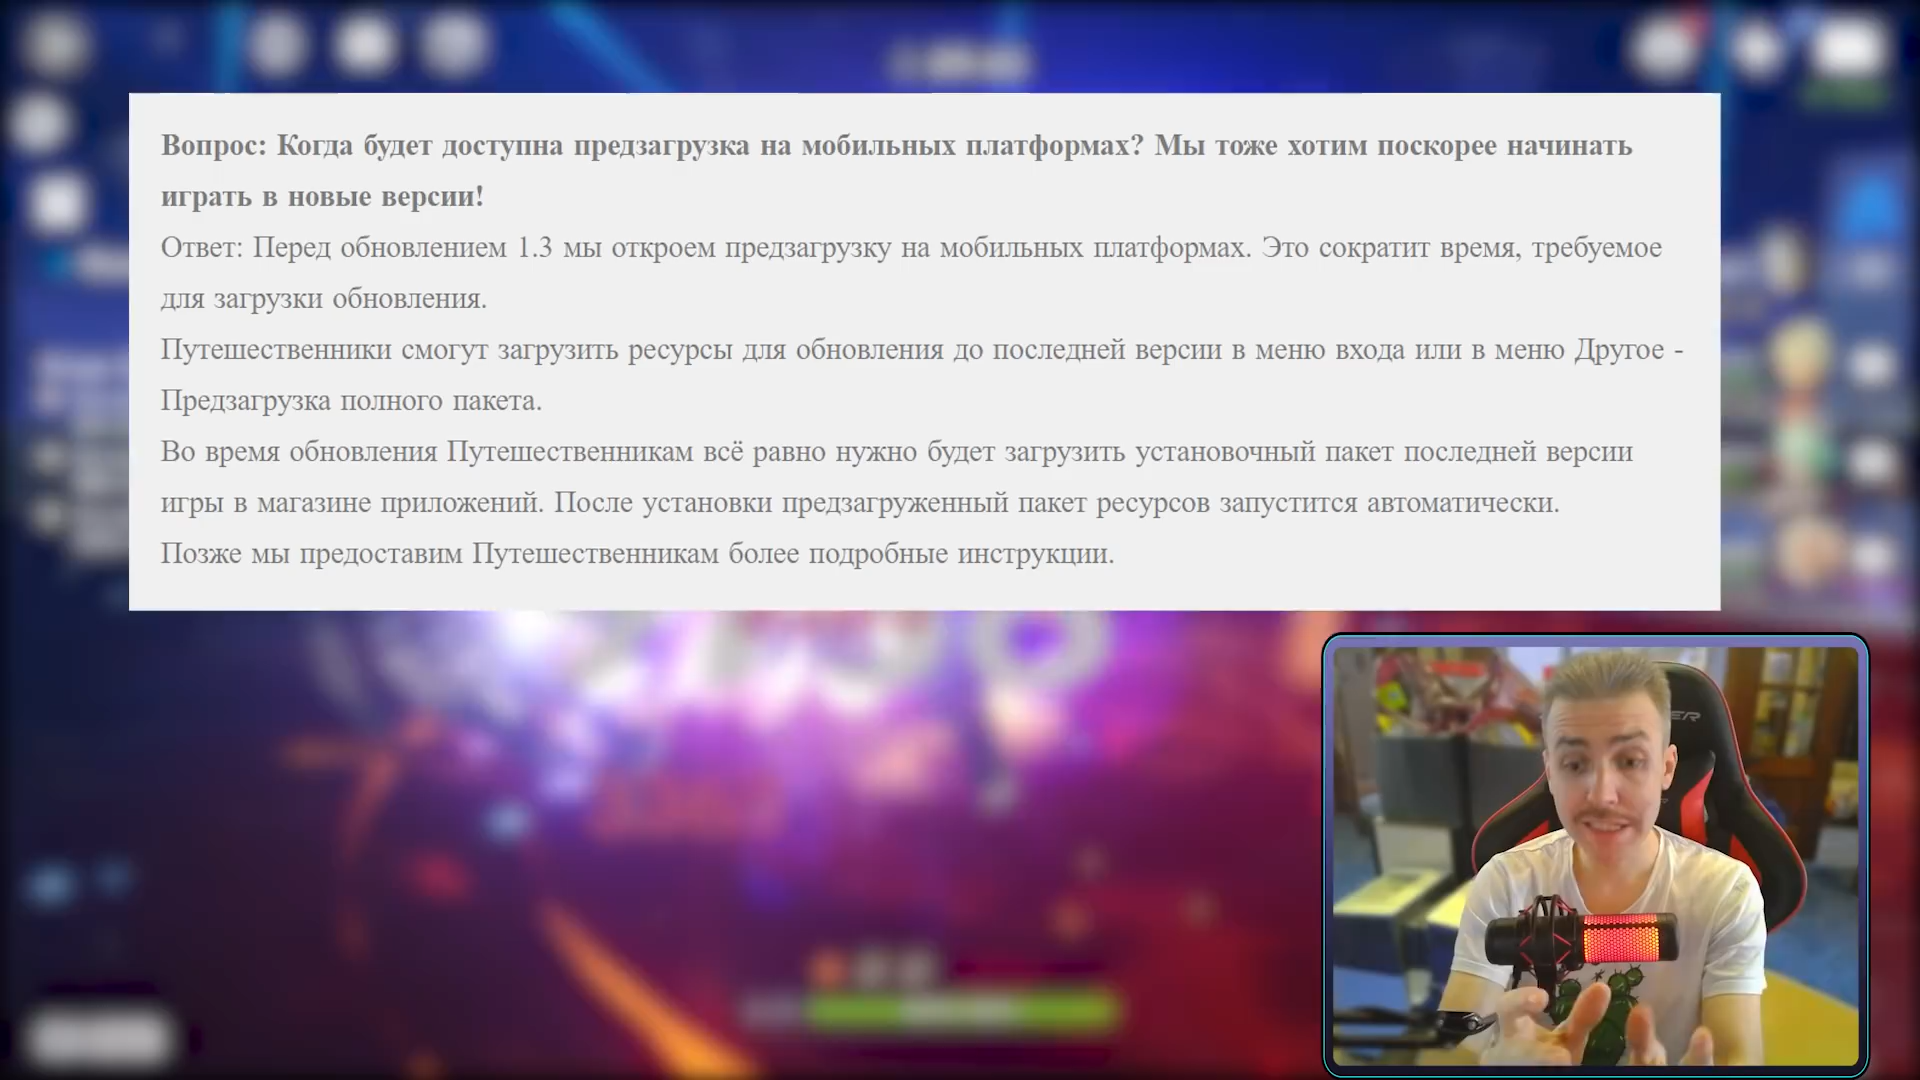 Вопрос: Когда будет доступна предзагрузка на мобильных платформах? Мы тоже хотим поскорее начинать
играть в новые версии!
Ответ: Перед обновлением 1.3 мы откроем предзагрузку на мобильных платформах. Это сократит время, требуемое
для загрузки обновления.
Путешественники смогут загрузить ресурсы для обновления до последней версии в меню входа или в меню Другое -
Предзагрузка полного пакета.
Во время обновления Путешественникам всё равно нужно будет загрузить установочный пакет последней версии
игры в магазине приложений. После установки предзагруженный пакет ресурсов запустится автоматически.
Позже мы предоставим Путешественникам более подробные инструкции.